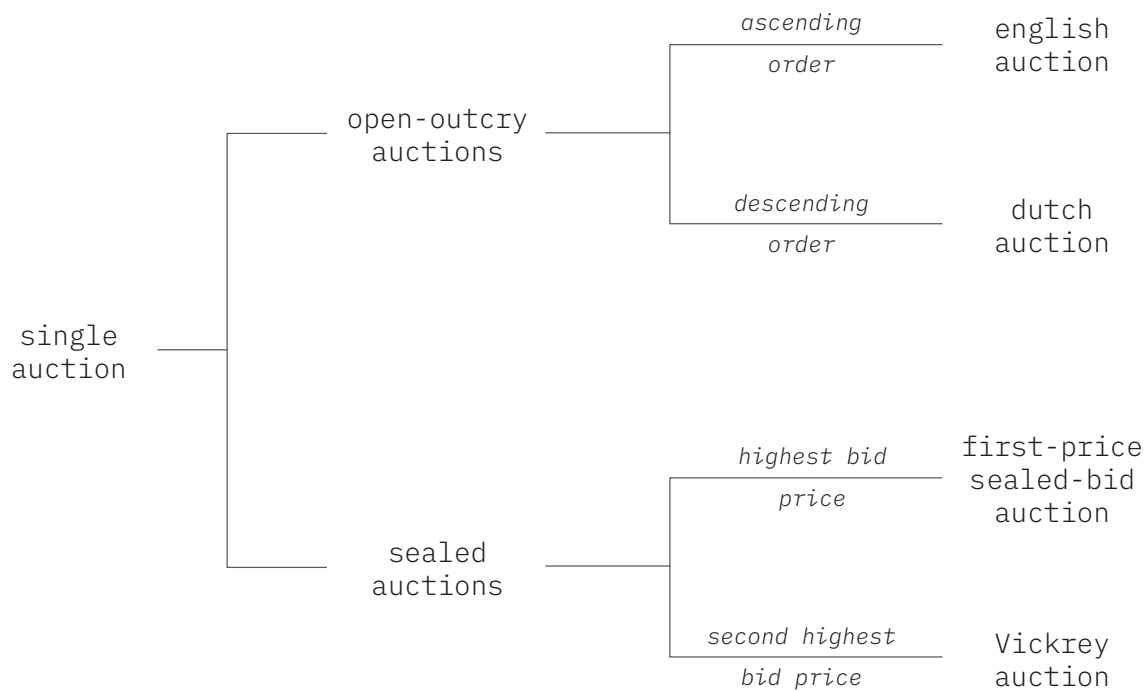 single
auction
open-outcry
auctions
ascending
order
english
auction
descending
order
dutch
auction
sealed
auctions
highest bid
price
first-price
sealed-bid
auction
second highest
bid price
Vickrey
auction